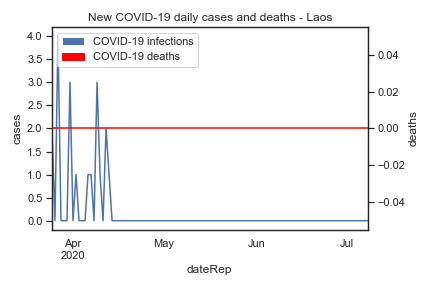 New COVID-19 daily cases and deaths - Laos
COVID-19 infections
COVID-19 deaths
4.0
3.5
3.0
2.5
2.0
1.5
1.0
0.5
0.0
cases
0.04
0.02
0.00
−0.02
−0.04
deaths
Apr
2020
May
Jun
Jul
dateRep